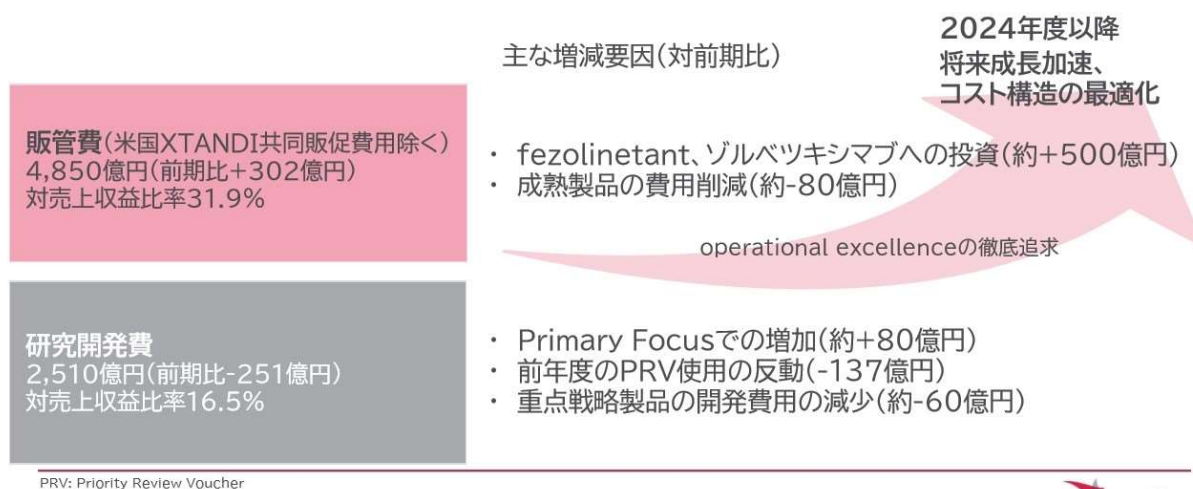 主な増減要因(対前期比)
2024年度以降
将来成長加速、
コスト構造の最適化
販管費(米国XTANDI共同販促費用除く)
4,850億円(前期比+302億円)
対売上収益比率31.9%
・ fezolinetant、ゾルベツキシマブへの投資(約+500億円)
・ 成熟製品の費用削減(約-80億円)
operational excellenceの徹底追求
研究開発費
2,510億円(前期比-251億円)
対売上収益比率16.5%
・ Primary Focusでの増加(約+80億円)
・ 前年度のPRV使用の反動(-137億円)
・ 重点戦略製品の開発費用の減少(約-60億円)
PRV: Priority Review Voucher